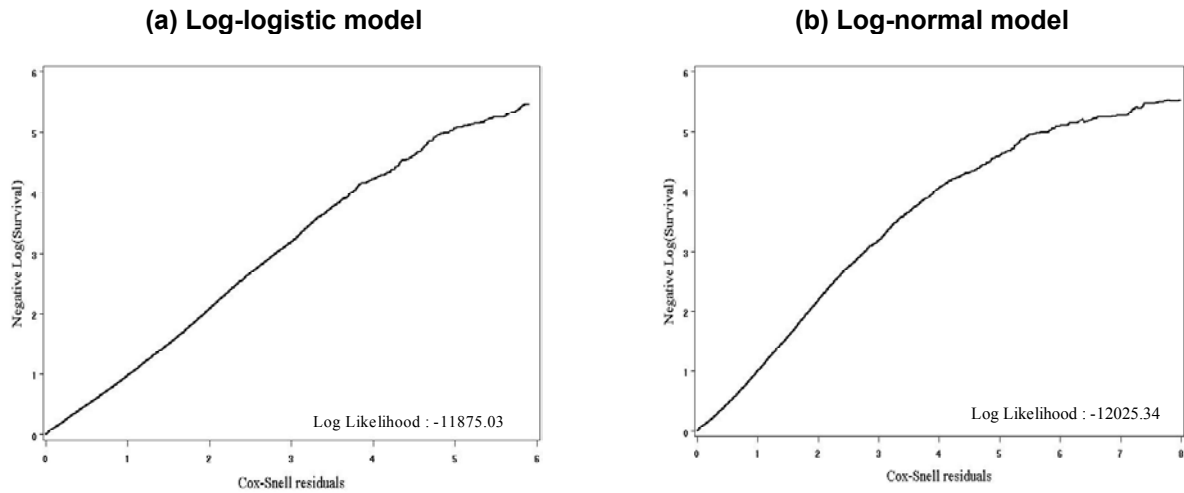 (a) Log-logistic model
(b) Log-normal model
6
5
4
3
2
1
0
Negative Log(Survival)
Log Likelihood : -11875.03
0 1 2 3 4 5 6
Cox-Snell residuals
6
5
4
3
2
1
0
Negative Log(Survival)
Log Likelihood : -12025.34
0 1 2 3 4 5 6 7 8
Cox-Snell residuals